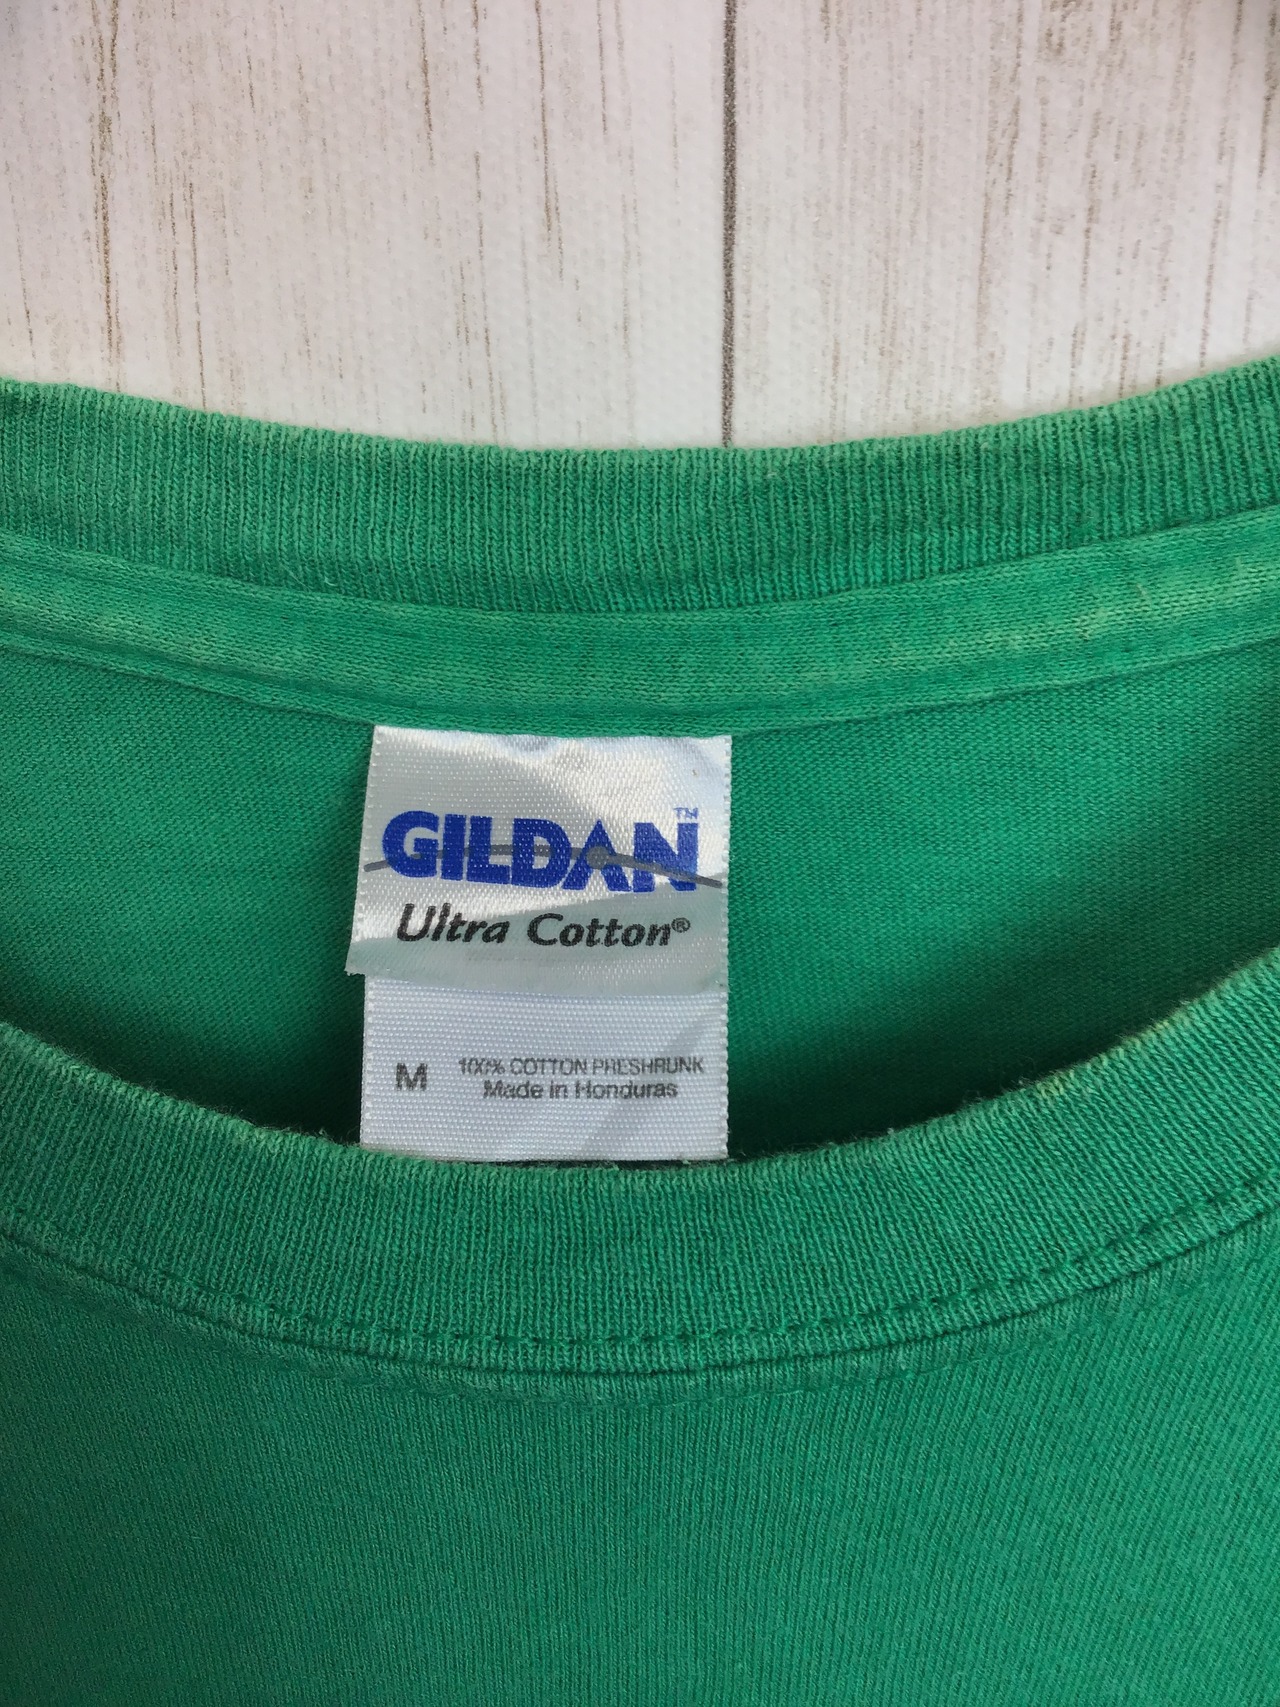 GILDAN™
Ultra Cotton®
M 100% COTTON PRESHRUNK
Made in Honduras